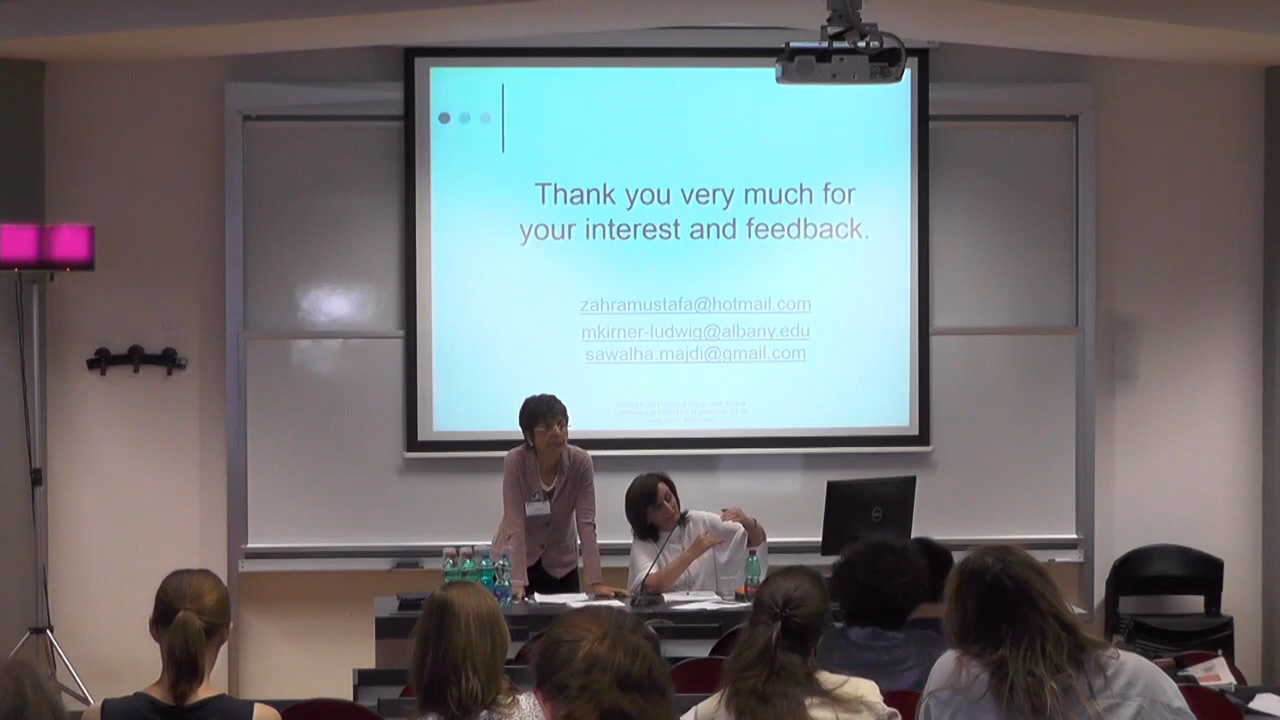 Thank you very much for
your interest and feedback.
zahramustafa@hotmail.com
mkirner-ludwig@albany.edu
sawalha.majdi@gmail.com
DELL